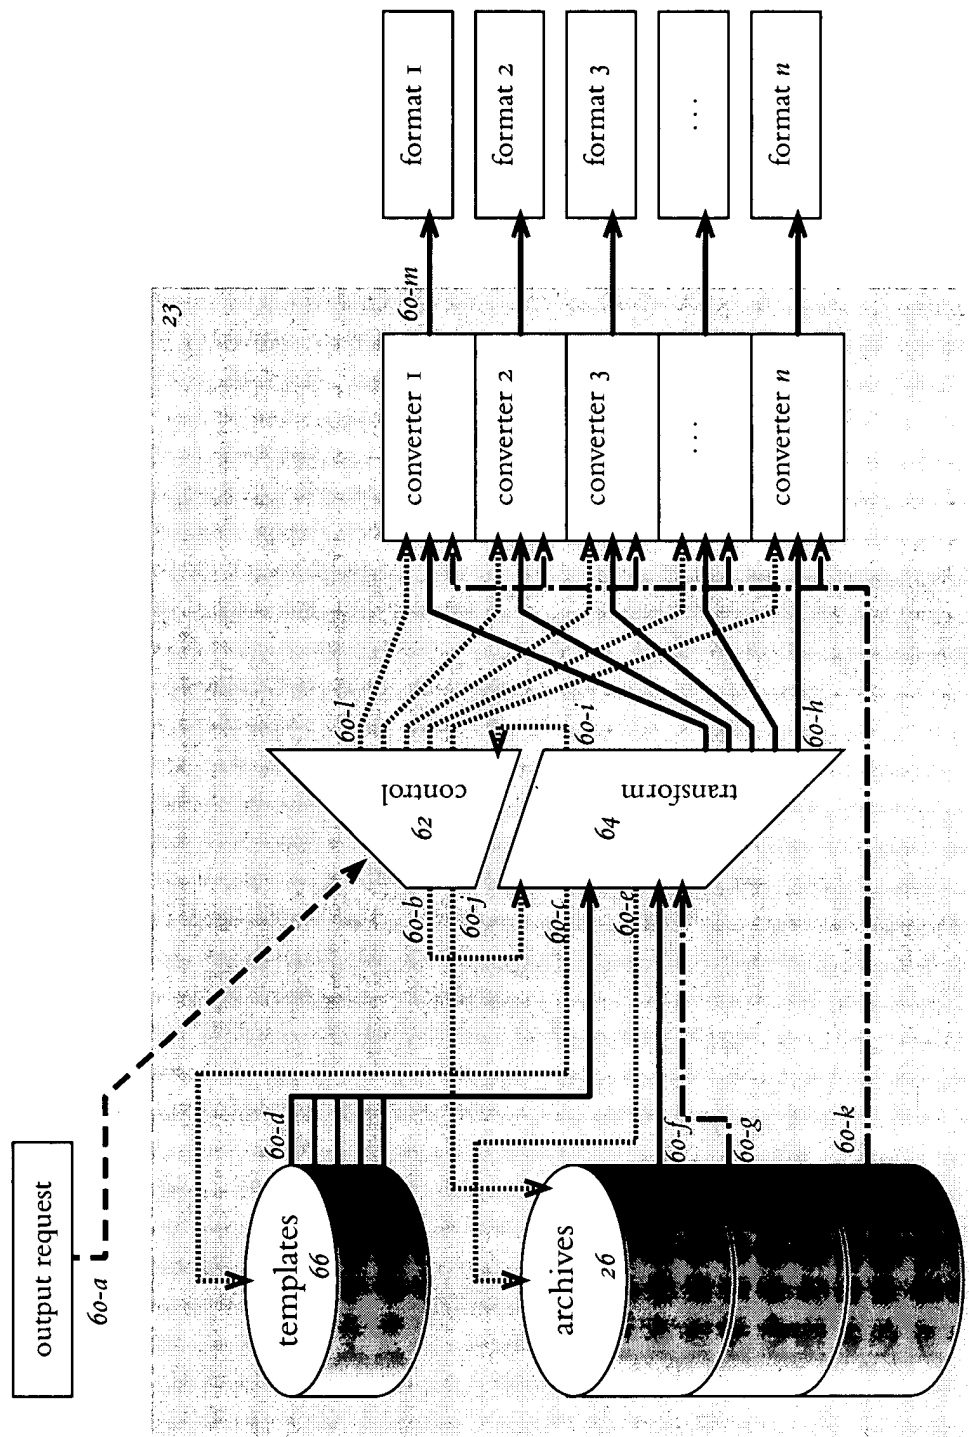 output request
60-a
23
templates
66
60-d
archives
26
60-f
60-g
60-k
60-b
60-j
60-c
60-e
control
62
transform
64
60-l
60-i
60-h
converter 1
converter 2
converter 3
...
converter n
60-m
format 1
format 2
format 3
...
format n